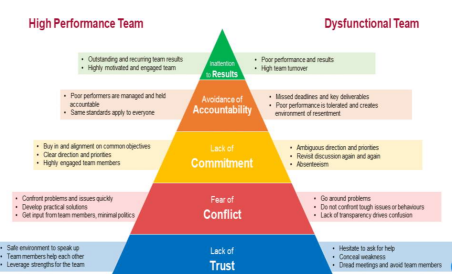 High Performance Team
Dysfunctional Team
• Outstanding and recurring team results
• Highly motivated and engaged team
Inattention
to Results
• Poor performance and results
• High team turnover
• Poor performers are managed and held
accountable
• Same standards apply to everyone
Avoidance of
Accountability
• Missed deadlines and key deliverables
• Poor performance is tolerated and creates
environment of resentment
• Buy in and alignment on common objectives
• Clear direction and priorities
• Highly engaged team members
Lack of
Commitment
• Ambiguous direction and priorities
• Revisit discussion again and again
• Absenteeism
• Confront problems and issues quickly
• Develop practical solutions
• Get input from team members, minimal politics
Fear of
Conflict
• Go around problems
• Do not confront tough issues or behaviours
• Lack of transparency drives confusion
• Safe environment to speak up
• Team members help each other
• Leverage strengths for the team
Lack of
Trust
• Hesitate to ask for help
• Conceal weakness
• Dread meetings and avoid team members